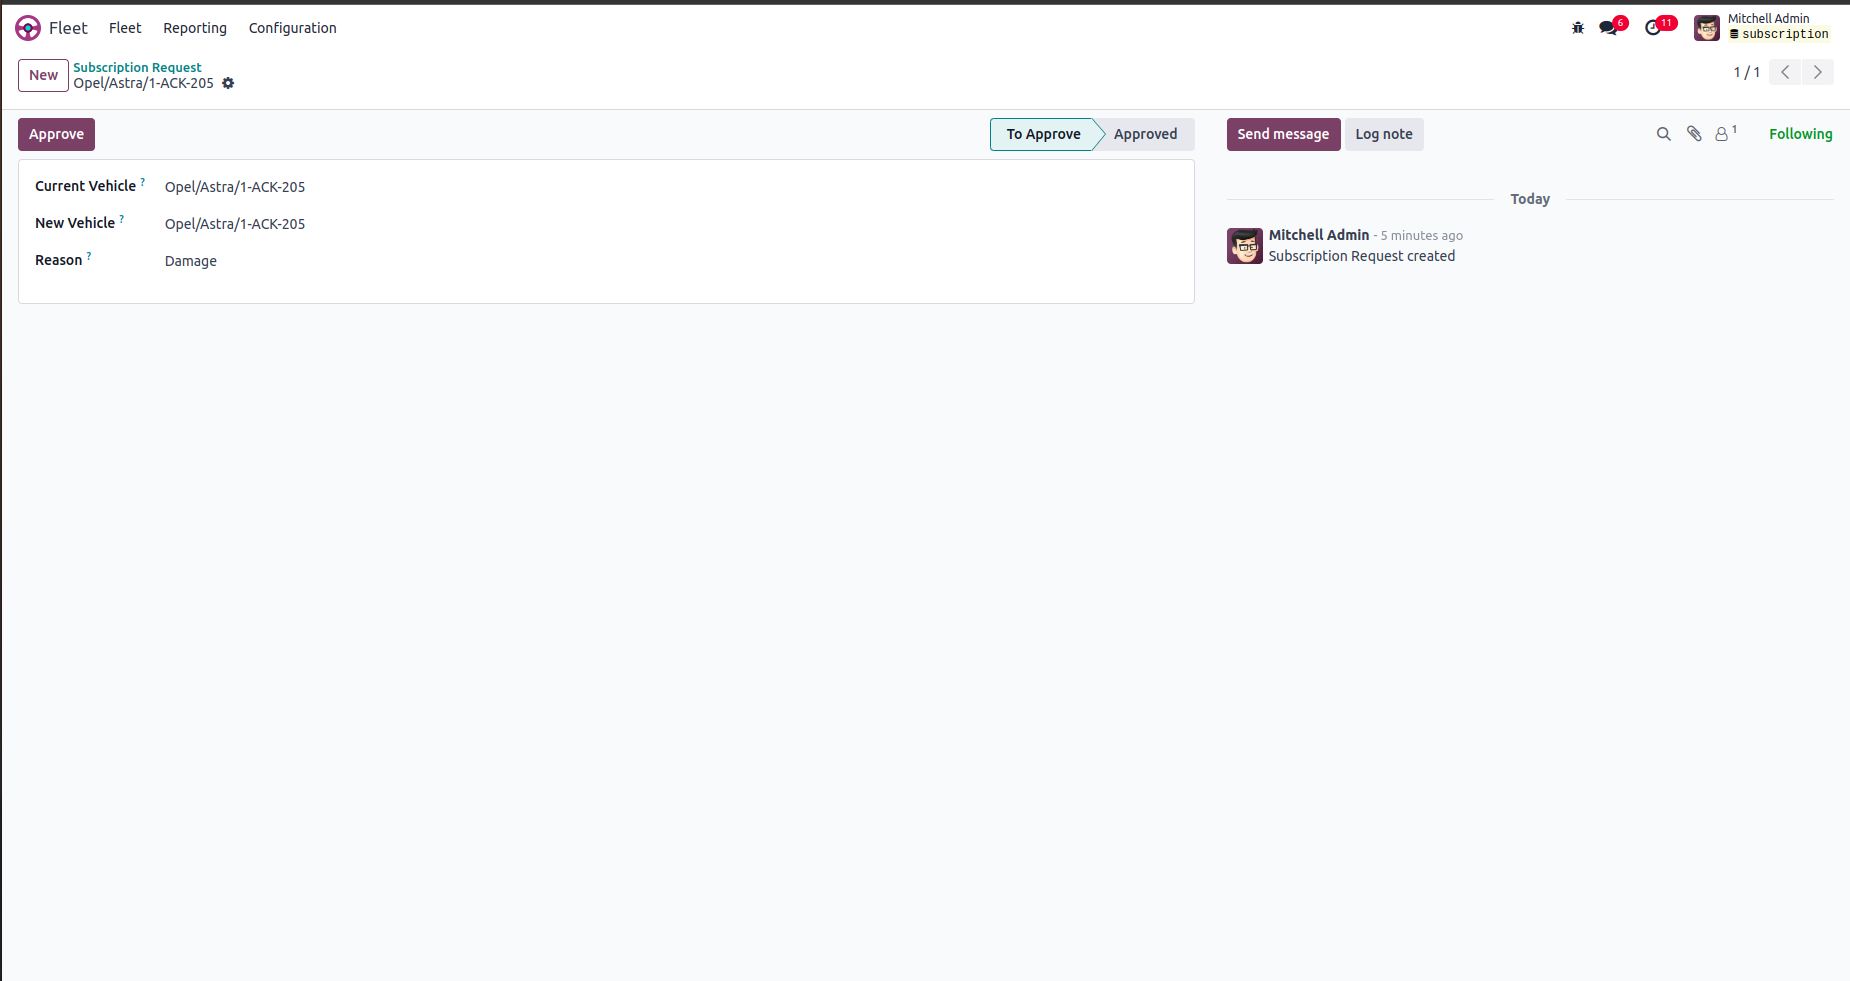 Fleet Fleet Reporting Configuration 6 11 Mitchell Admin
subscription
New Subscription Request 1 / 1
Opel/Astra/1-ACK-205
Approve To Approve Approved Send message Log note 1 Following
Current Vehicle ? Opel/Astra/1-ACK-205
New Vehicle ? Opel/Astra/1-ACK-205
Reason ? Damage
Today
Mitchell Admin - 5 minutes ago
Subscription Request created